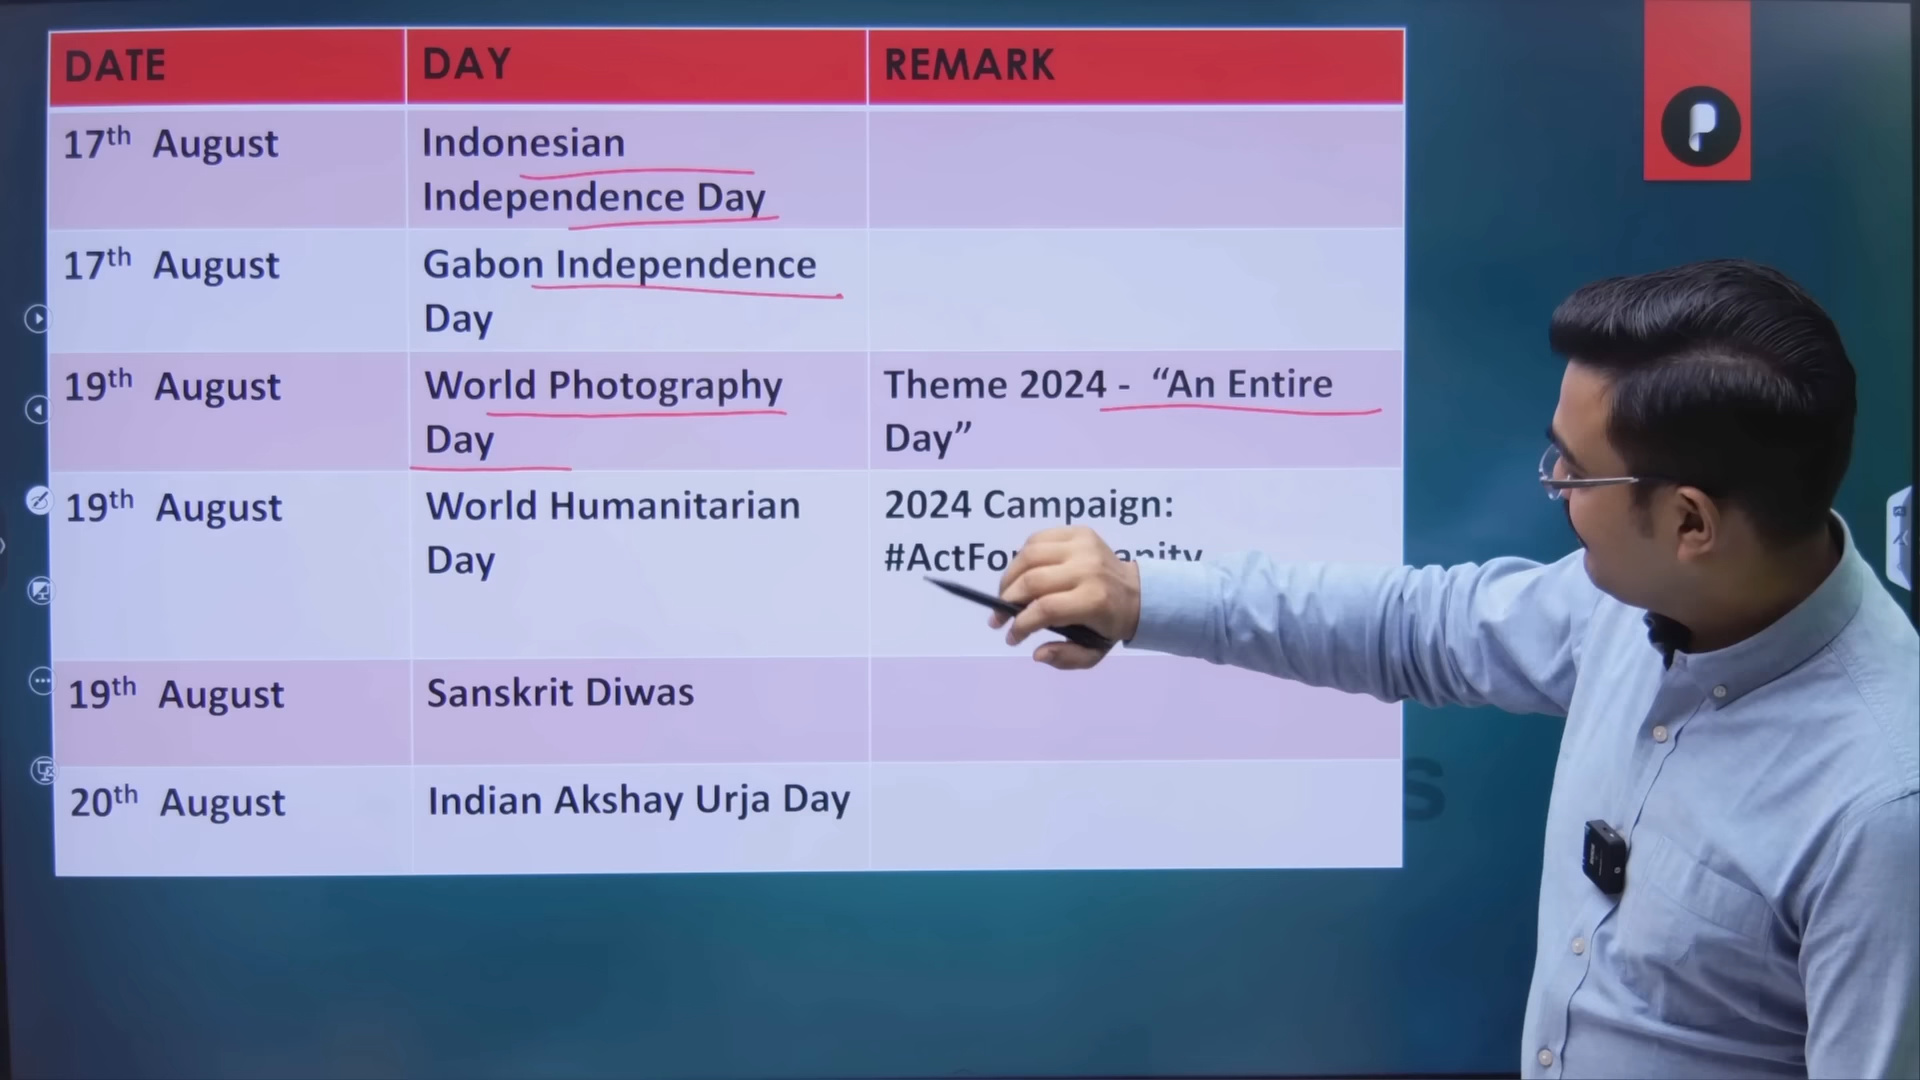 DATE DAY REMARK
17th August Indonesian
Independence Day
17th August Gabon Independence
Day
19th August World Photography Theme 2024 - “An Entire
Day Day”
19th August World Humanitarian 2024 Campaign:
Day
19th August Sanskrit Diwas
20th August Indian Akshay Urja Day